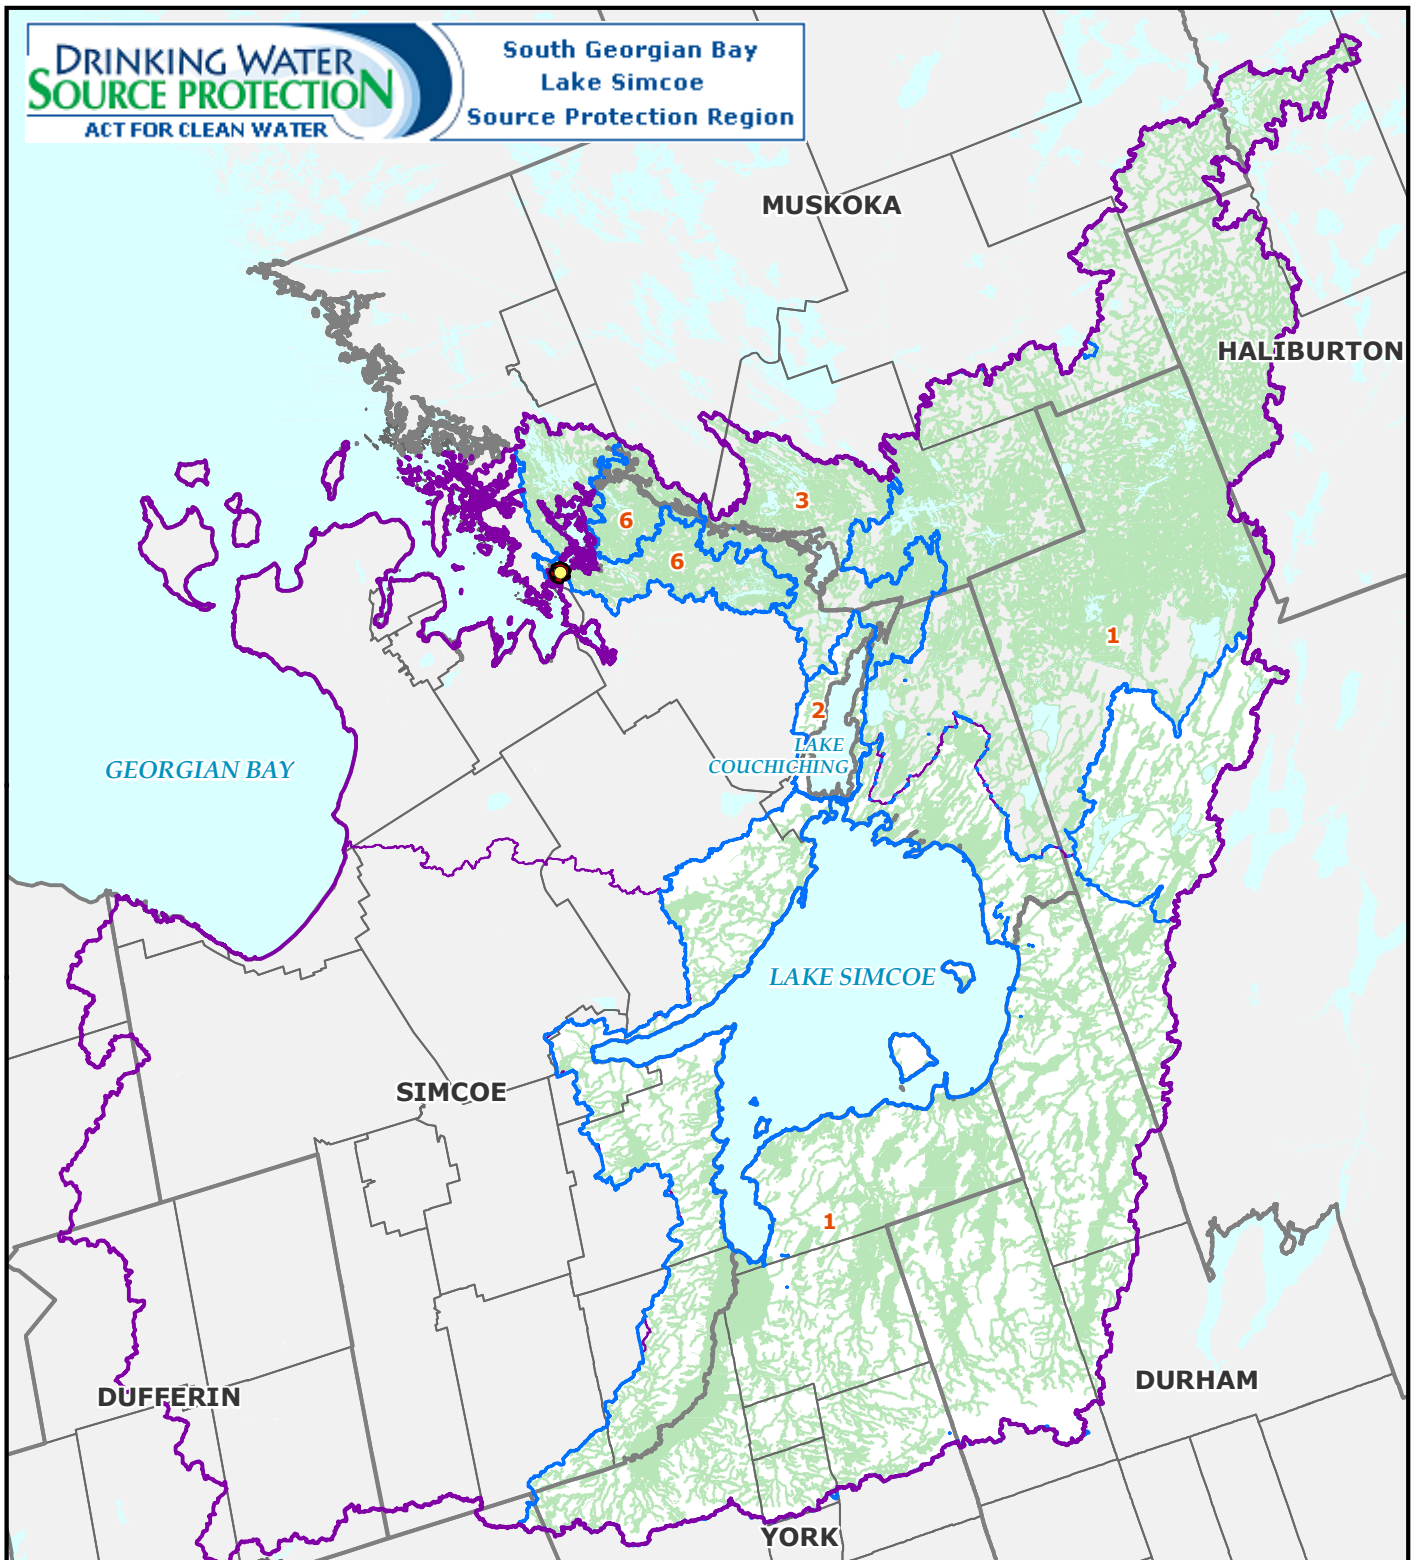 DRINKING WATER
SOURCE PROTECTION
ACT FOR CLEAN WATER
South Georgian Bay
Lake Simcoe
Source Protection Region
MUSKOKA
HALIBURTON
3
6
6
1
2
LAKE
COUCHICHING
GEORGIAN BAY
LAKE SIMCOE
SIMCOE
1
DURHAM
DUFFERIN
YORK